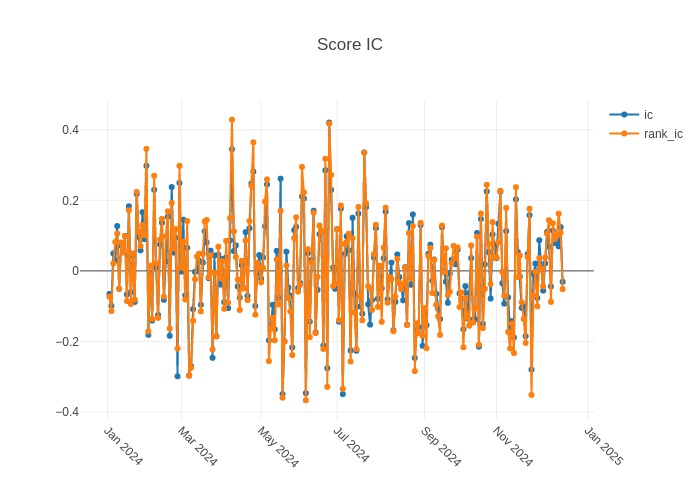 Score IC
ic
rank_ic
0.4
0.2
0
−0.2
−0.4
Jan 2024
Mar 2024
May 2024
Jul 2024
Sep 2024
Nov 2024
Jan 2025